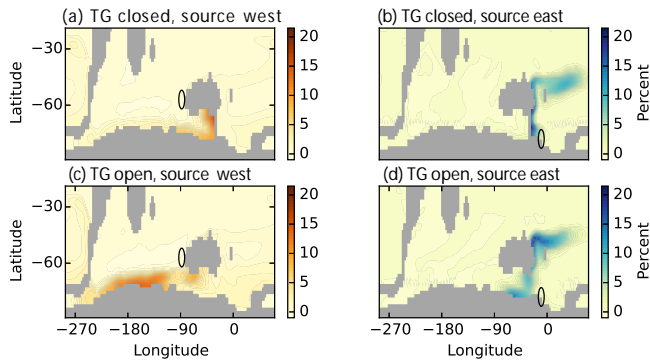 (a) TG closed, source west
(b) TG closed, source east
−30
−60
Latitude
20
15
10
5
0
20
15
10
5
0
Percent
(c) TG open, source west
(d) TG open, source east
−30
−60
Latitude
20
15
10
5
0
20
15
10
5
0
Percent
−270 −180 −90 0
−270 −180 −90 0
Longitude
Longitude